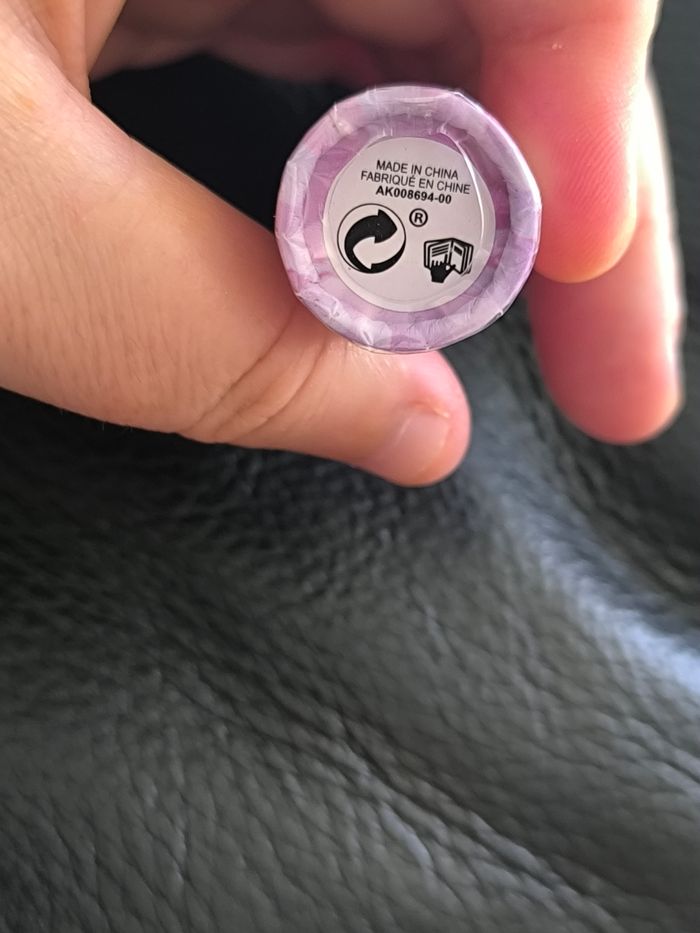 MADE IN CHINA
FABRIQUÉ EN CHINE
AK008694-00
®